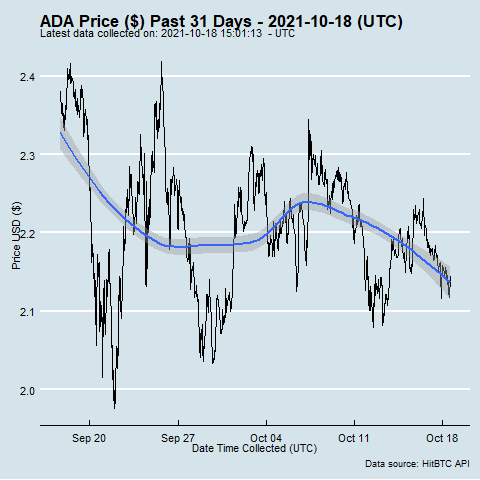 ADA Price ($) Past 31 Days - 2021-10-18 (UTC)
Latest data collected on: 2021-10-18 15:01:13  - UTC
Price USD ($)
2.4
2.3
2.2
2.1
2.0
Sep 20
Sep 27
Oct 04
Oct 11
Oct 18
Date Time Collected (UTC)
Data source: HitBTC API